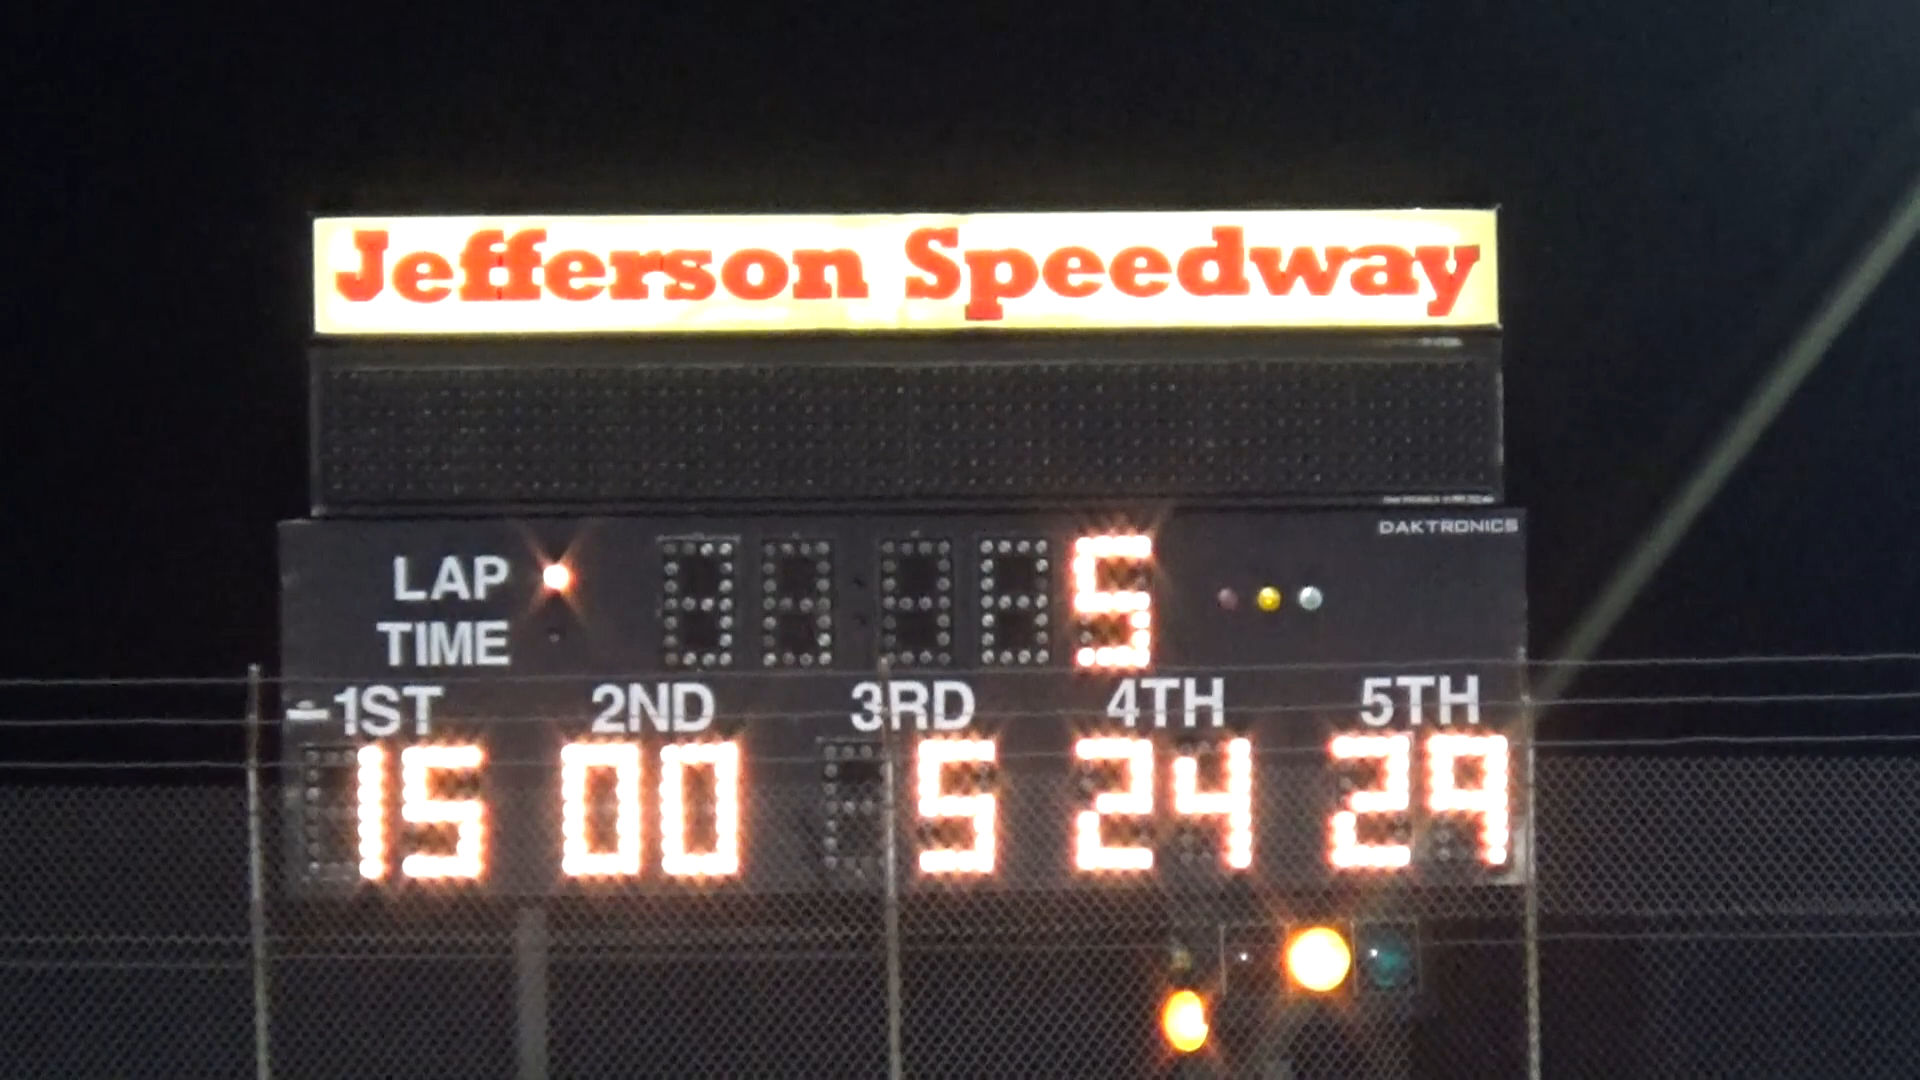 Jefferson Speedway
DAKTRONICS
LAP 5
TIME
1ST 2ND 3RD 4TH 5TH
15 00 5 24 29